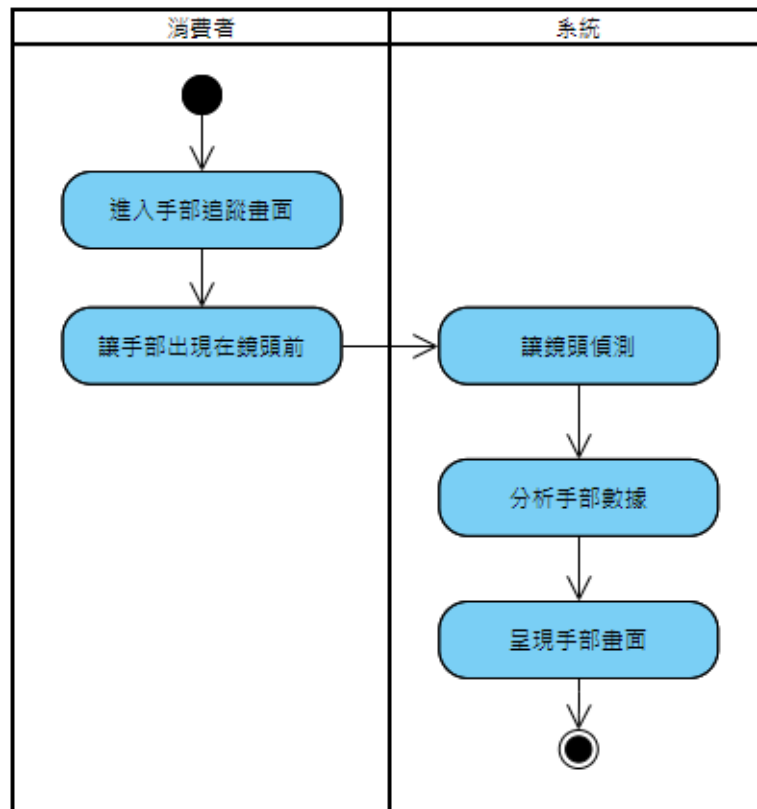 消費者
系統
進入手部追蹤畫面
讓手部出現在鏡頭前
讓鏡頭偵測
分析手部數據
呈現手部畫面